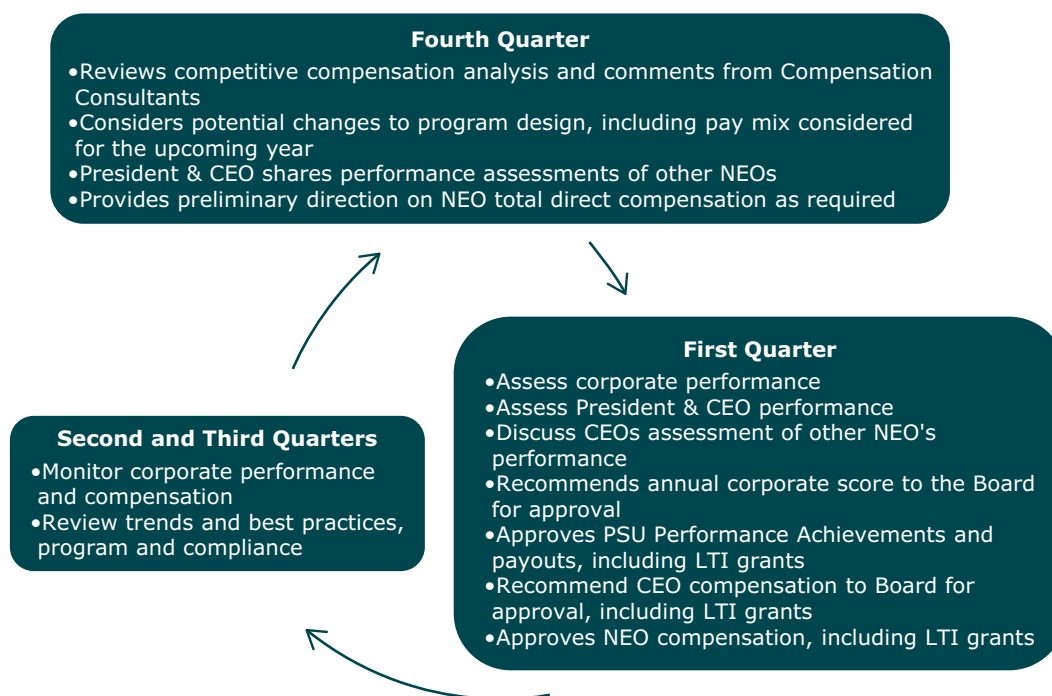 Fourth Quarter
•Reviews competitive compensation analysis and comments from Compensation
Consultants
•Considers potential changes to program design, including pay mix considered
for the upcoming year
•President & CEO shares performance assessments of other NEOs
•Provides preliminary direction on NEO total direct compensation as required
First Quarter
•Assess corporate performance
•Assess President & CEO performance
•Discuss CEOs assessment of other NEO's
performance
•Recommends annual corporate score to the Board
for approval
•Approves PSU Performance Achievements and
payouts, including LTI grants
•Recommend CEO compensation to Board for
approval, including LTI grants
•Approves NEO compensation, including LTI grants
Second and Third Quarters
•Monitor corporate performance
and compensation
•Review trends and best practices,
program and compliance